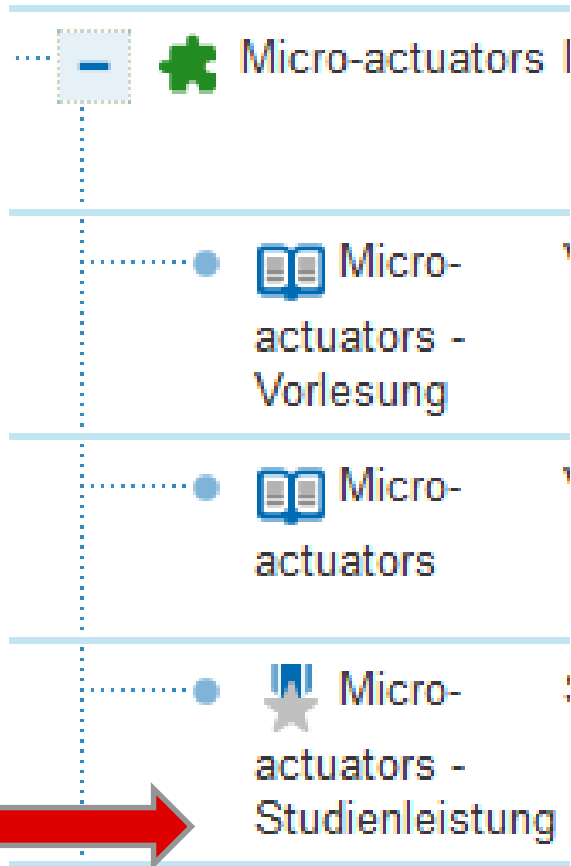 Micro-actuators
Micro-
actuators -
Vorlesung
Micro-
actuators
Micro-
actuators -
Studienleistung